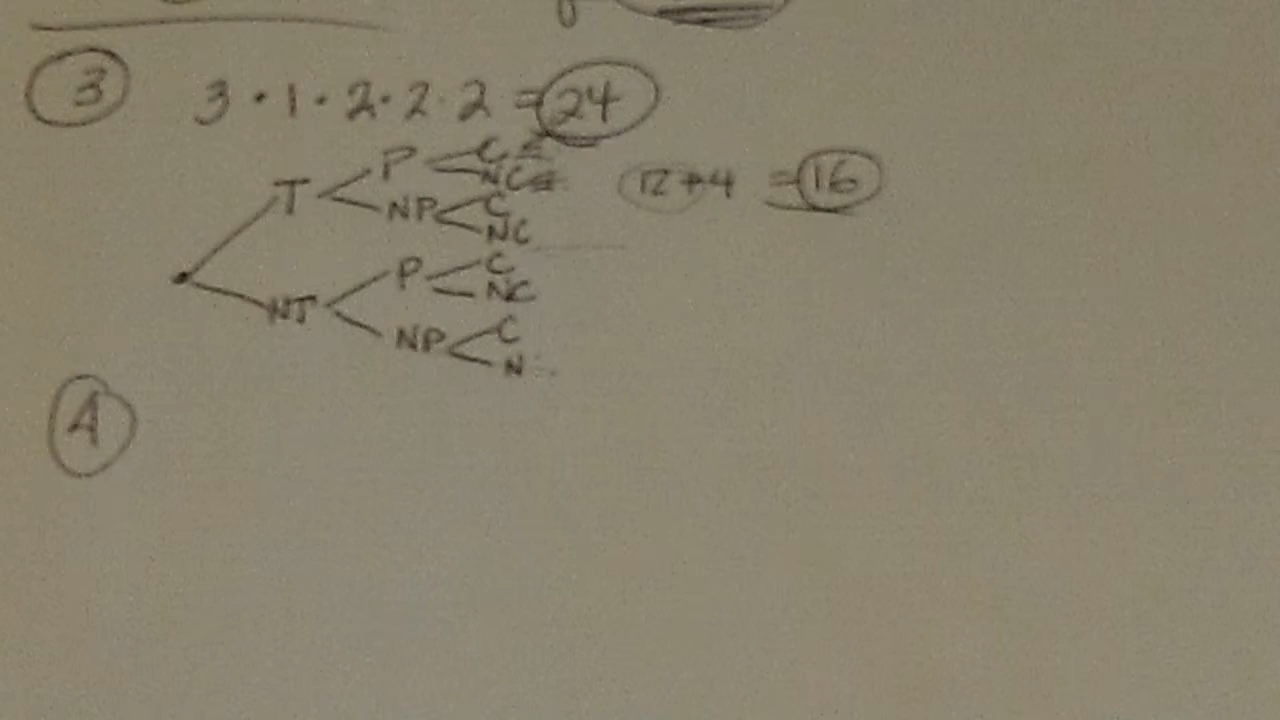 3 3 · 1 · 2 · 2 · 2 = 24
P C
NC
T 12 + 4 = 16
NP C
NC
P C
NC
NT
NP C
N
4